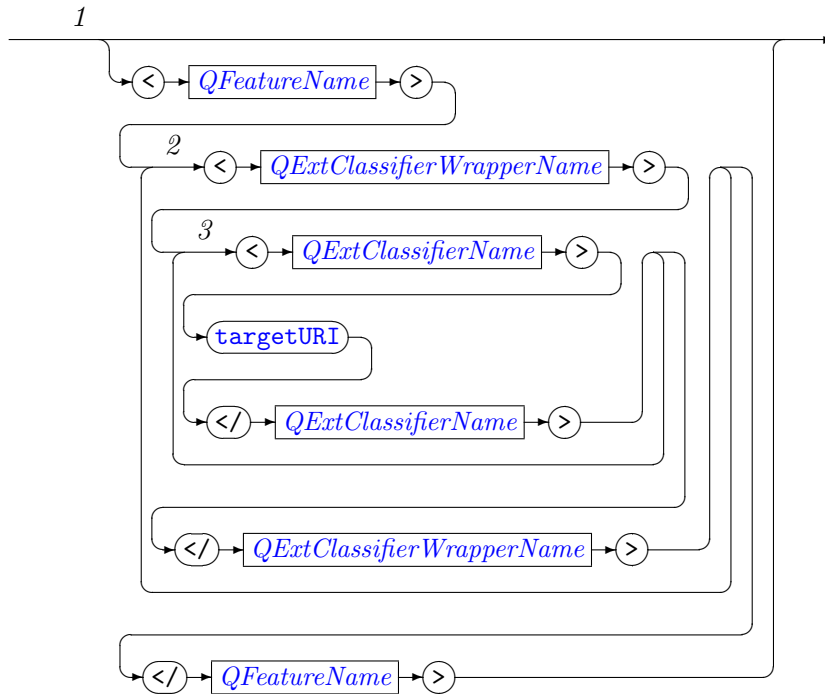 1
< QFeatureName >
2 < QExtClassifierWrapperName >
3 < QExtClassifierName >
targetURI
</ QExtClassifierName >
</ QExtClassifierWrapperName >
</ QFeatureName >